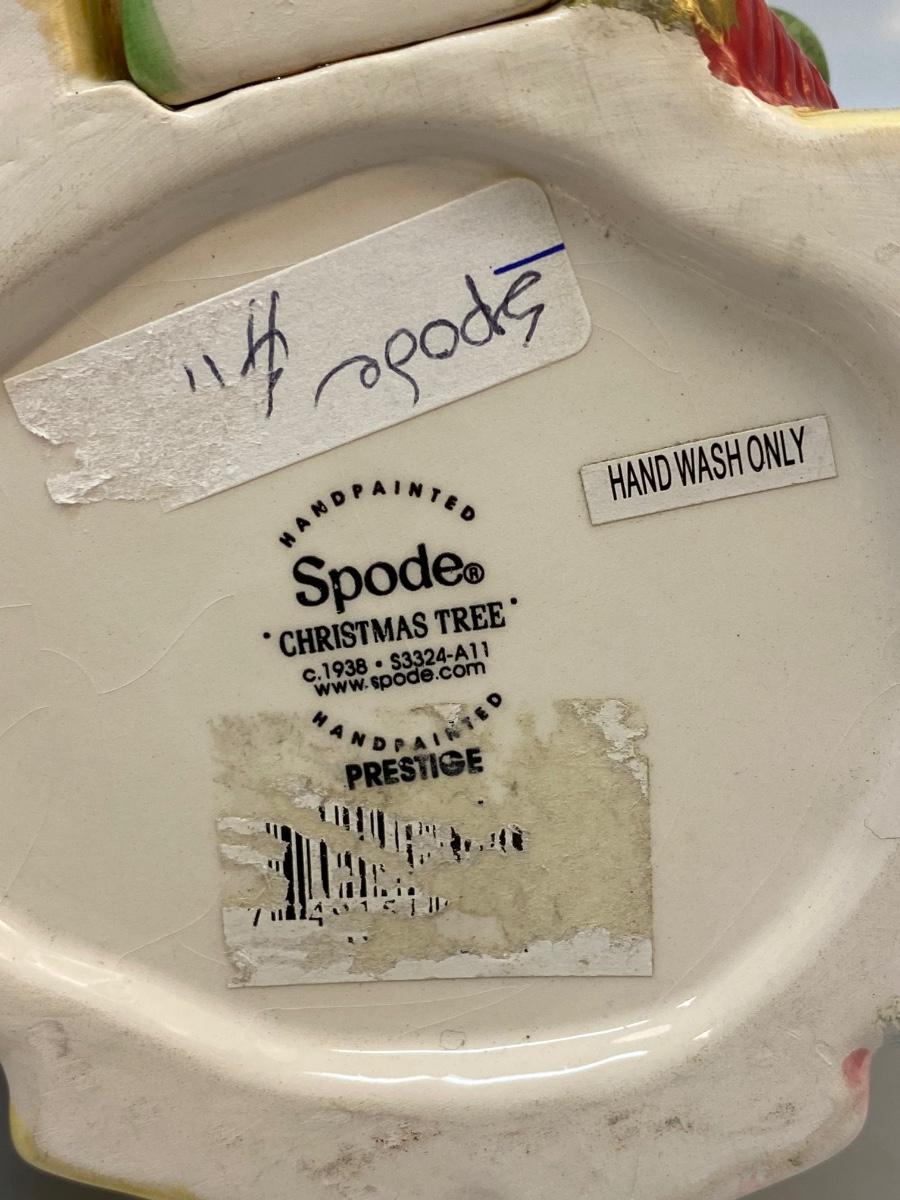 Spode $11
HAND WASH ONLY
HANDPAINTED
Spode®
· CHRISTMAS TREE ·
c.1938 • S3324-A11
www.spode.com
HANDPAINTED
PRESTIGE